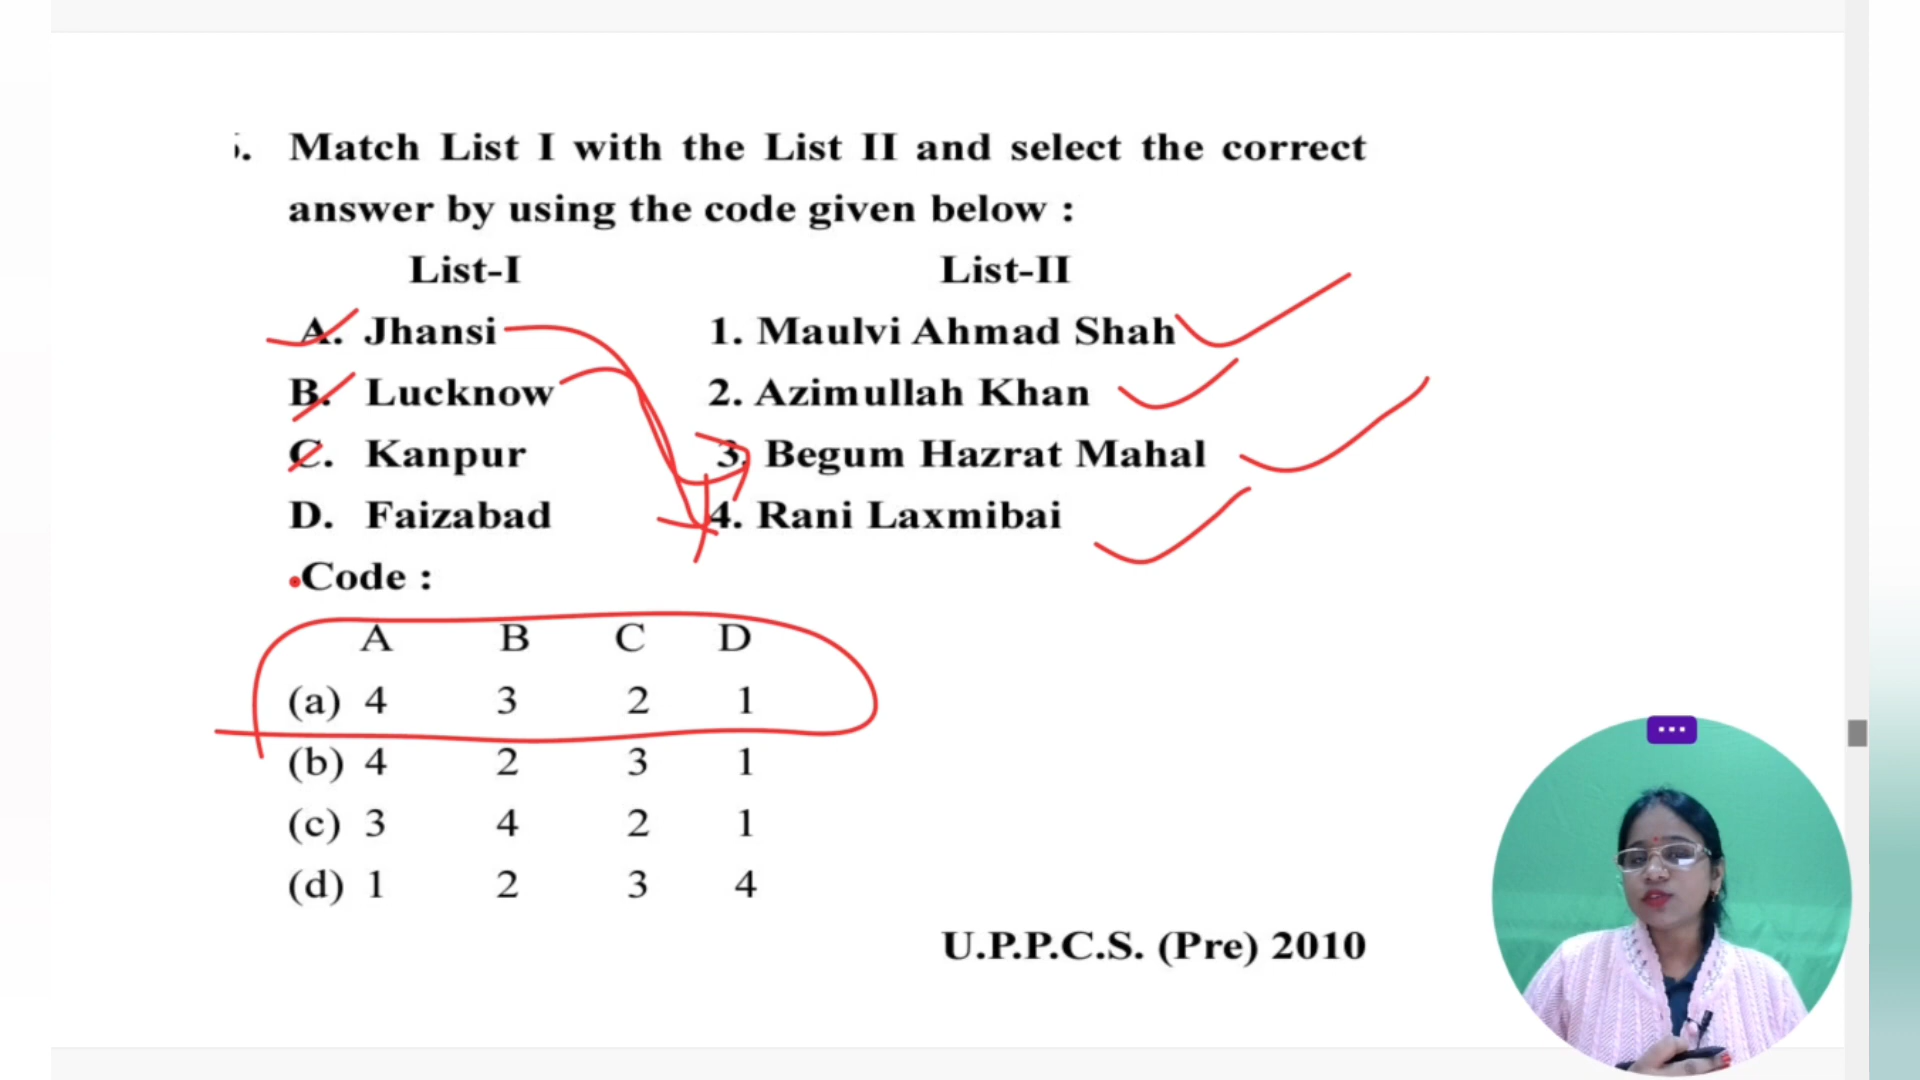 Match List I with the List II and select the correct
answer by using the code given below :
List-I List-II
A. Jhansi 1. Maulvi Ahmad Shah
B. Lucknow 2. Azimullah Khan
C. Kanpur 3. Begum Hazrat Mahal
D. Faizabad 4. Rani Laxmibai
Code :
A B C D
(a) 4 3 2 1
(b) 4 2 3 1
(c) 3 4 2 1
(d) 1 2 3 4
U.P.P.C.S. (Pre) 2010